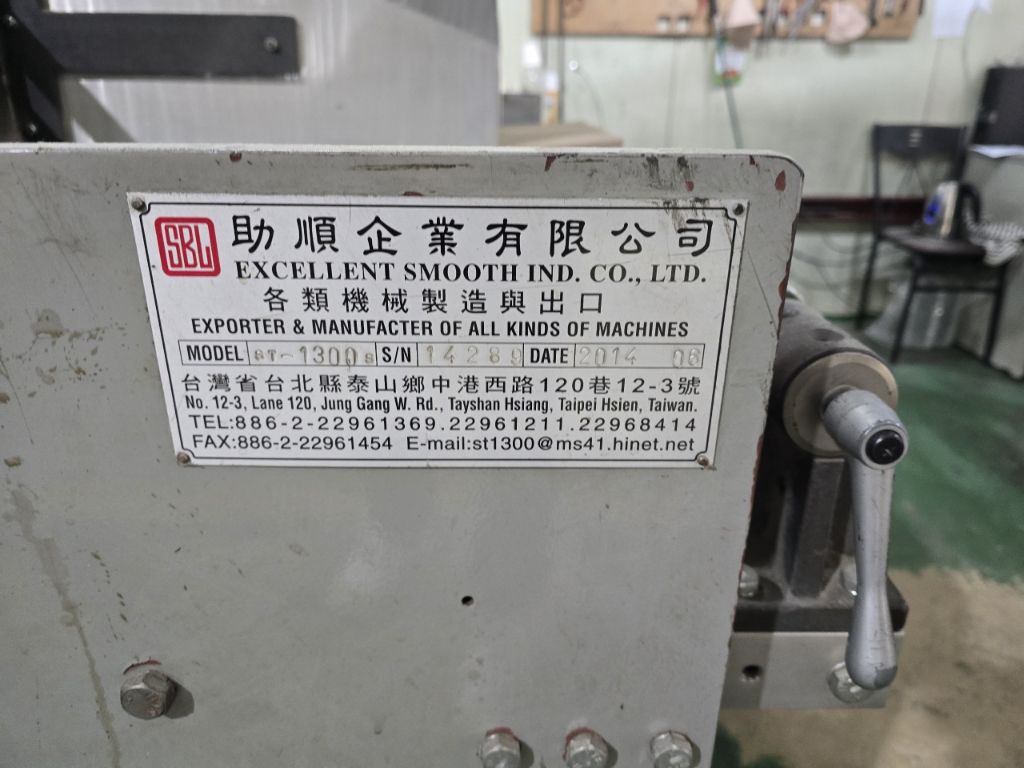 SBL 助順企業有限公司
EXCELLENT SMOOTH IND. CO., LTD.
各類機械製造與出口
EXPORTER & MANUFACTER OF ALL KINDS OF MACHINES
MODEL ST-1300s S/N 14289 DATE 2014 06
台灣省台北縣泰山鄉中港西路120巷12-3號
No. 12-3, Lane 120, Jung Gang W. Rd., Tayshan Hsiang, Taipei Hsien, Taiwan.
TEL:886-2-22961369.22961211.22968414
FAX:886-2-22961454 E-mail:st1300@ms41.hinet.net